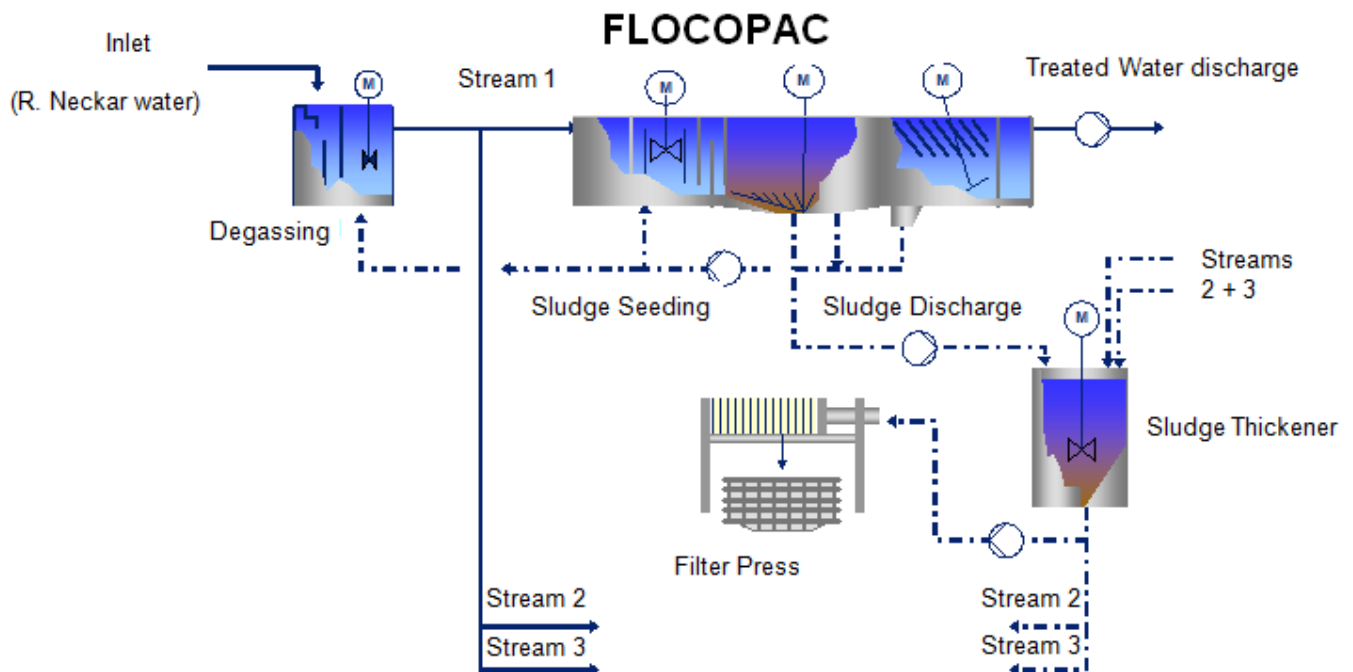 FLOCOPAC
Inlet
(R. Neckar water)
M
Stream 1
M
M
M
Treated Water discharge
Degassing
Sludge Seeding
Sludge Discharge
Streams
2 + 3
M
Sludge Thickener
Filter Press
Stream 2
Stream 3
Stream 2
Stream 3